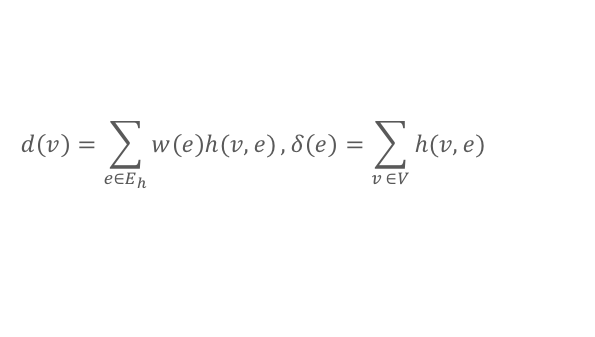 d(v) = ∑_{e∈E_h} w(e)h(v, e) , δ(e) = ∑_{v ∈V} h(v, e)